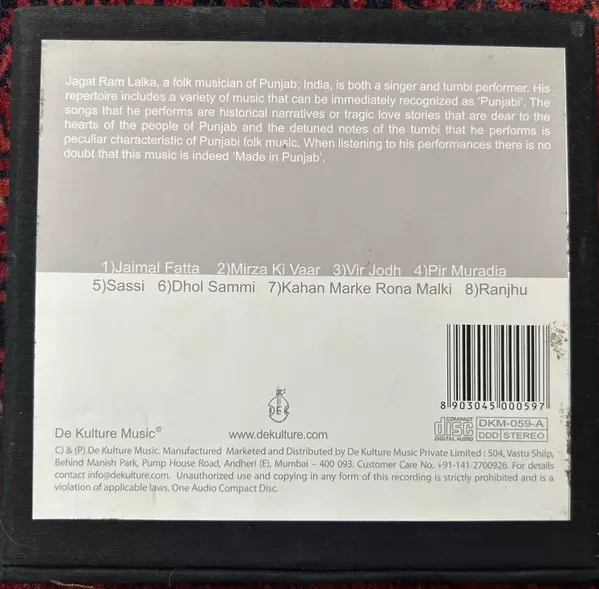 Jagat Ram Lalka, a folk musician of Punjab, India, is both a singer and tumbi performer. His
repertoire includes a variety of music that can be immediately recognized as 'Punjabi'. The
songs that he performs are historical narratives or tragic love stories that are dear to the
hearts of the people of Punjab and the detuned notes of the tumbi that he performs is
peculiar characteristic of Punjabi folk music. When listening to his performances there is no
doubt that this music is indeed 'Made in Punjab'.
1)Jaimal Fatta 2)Mirza Ki Vaar 3)Vir Jodh 4)Pir Muradia
5)Sassi 6)Dhol Sammi 7)Kahan Marke Rona Malki 8)Ranjhu
8 903045 000597
DEK
COMPACT
disc
DIGITAL AUDIO
DKM-059-A
DDD STEREO
De Kulture Music©
www.dekulture.com
C) & (P) De Kulture Music. Manufactured Marketed and Distributed by De Kulture Music Private Limited : 504, Vastu Shilp,
Behind Manish Park, Pump House Road, Andheri (E), Mumbai – 400 093. Customer Care No. +91-141-2700926. For details
contact info@dekulture.com. Unauthorized use and copying in any form of this recording is strictly prohibited and is a
violation of applicable laws. One Audio Compact Disc.